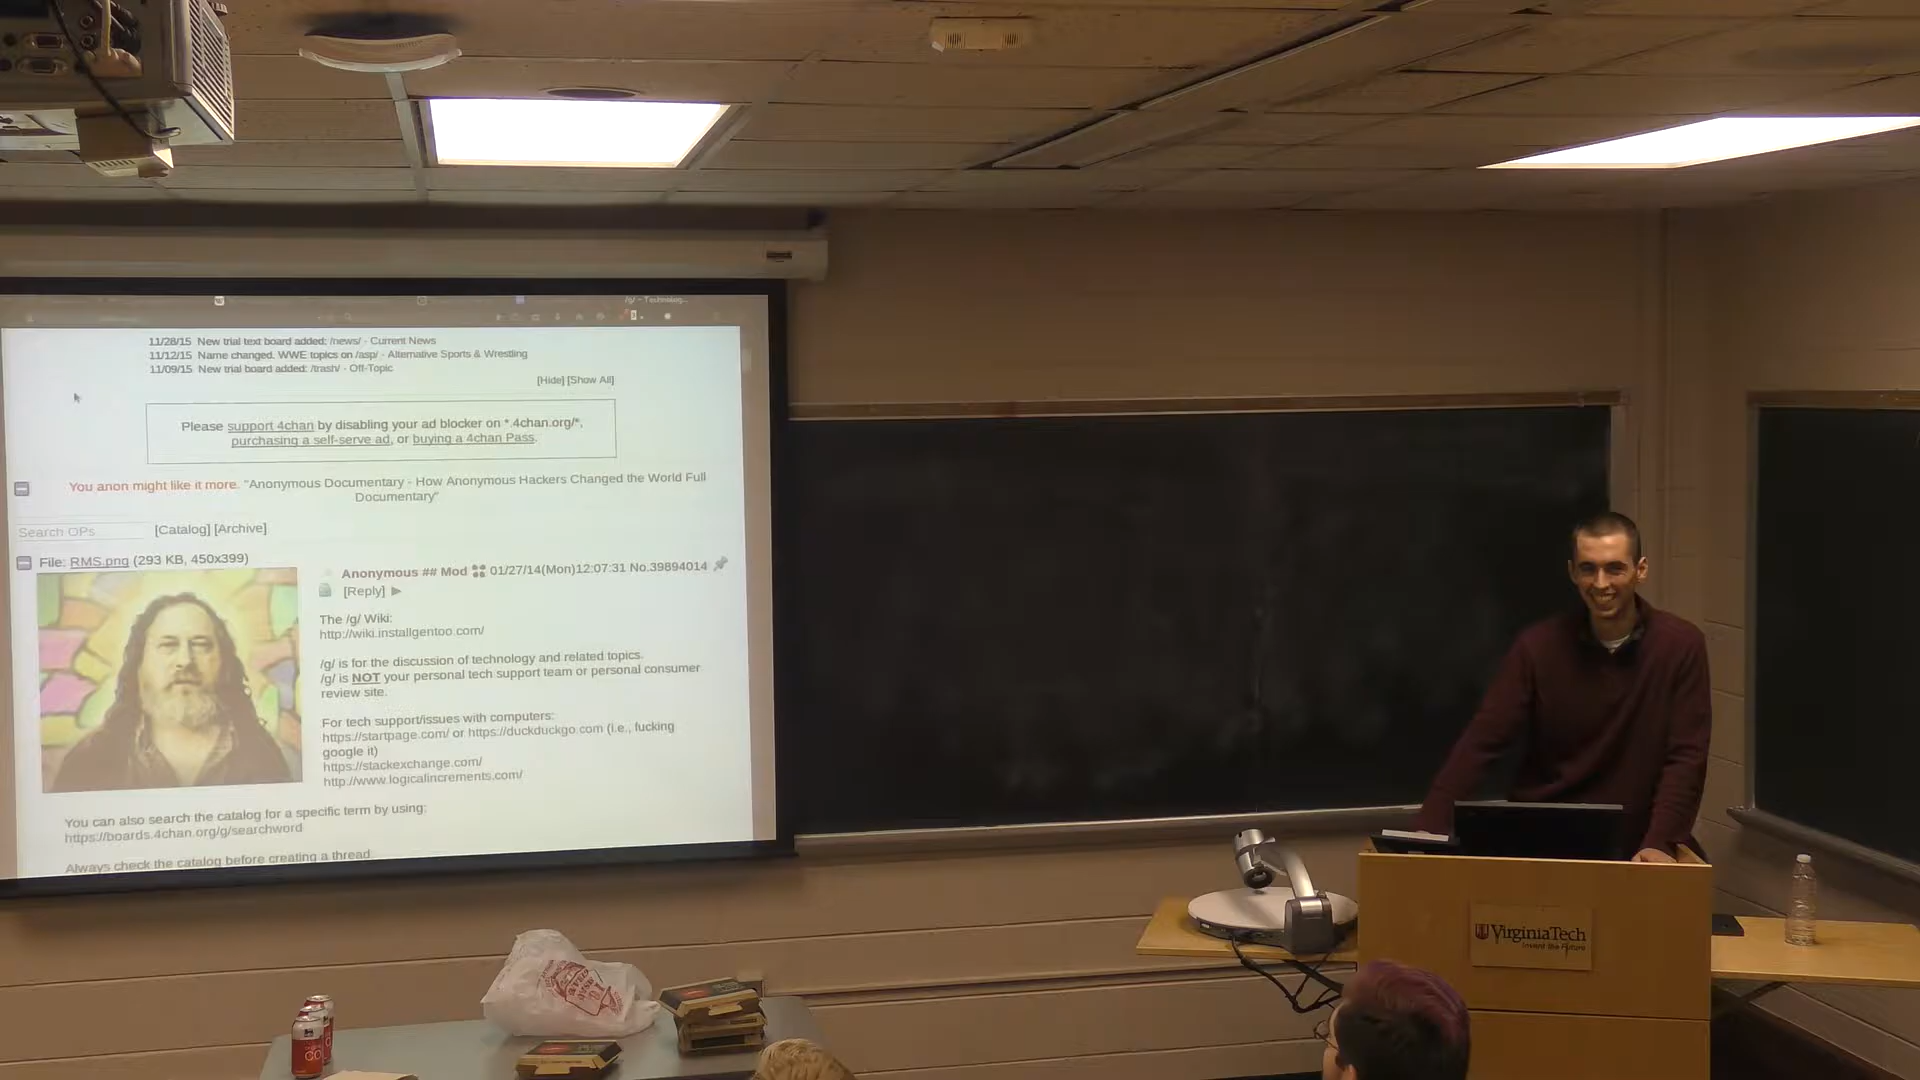 /g/ - Technolog...
11/28/15 New trial text board added: /news/ - Current News
11/12/15 Name changed. WWE topics on /asp/ - Alternative Sports & Wrestling
11/09/15 New trial board added: /trash/ - Off-Topic
[Hide] [Show All]
Please support 4chan by disabling your ad blocker on *.4chan.org/*,
purchasing a self-serve ad, or buying a 4chan Pass.
You anon might like it more. "Anonymous Documentary - How Anonymous Hackers Changed the World Full
Documentary"
Search OPs [Catalog] [Archive]
File: RMS.png (293 KB, 450x399)
Anonymous ## Mod 01/27/14(Mon)12:07:31 No.39894014
[Reply] ▶
The /g/ Wiki:
http://wiki.installgentoo.com/
/g/ is for the discussion of technology and related topics.
/g/ is NOT your personal tech support team or personal consumer
review site.
For tech support/issues with computers:
https://startpage.com/ or https://duckduckgo.com (i.e., fucking
google it)
https://stackexchange.com/
http://www.logicalincrements.com/
You can also search the catalog for a specific term by using:
https://boards.4chan.org/g/searchword
Always check the catalog before creating a thread
VirginiaTech
Invent the Future
CO